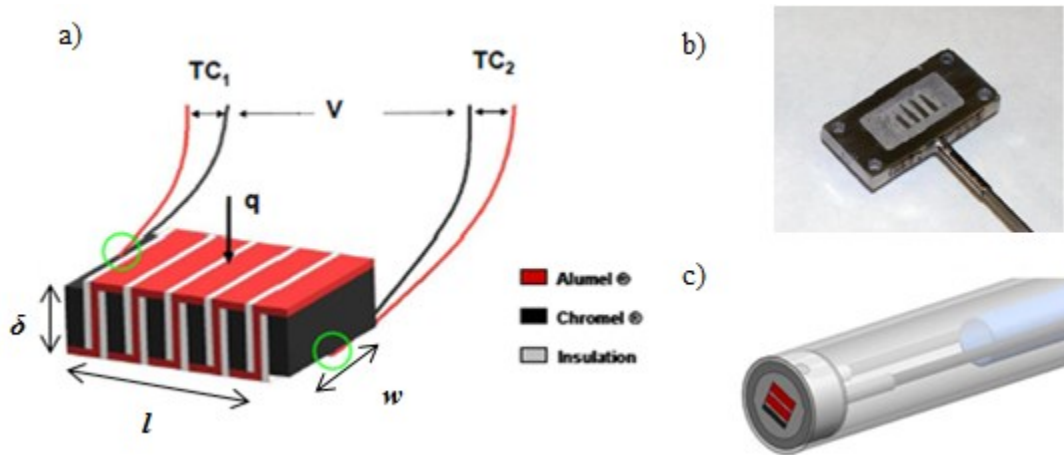 a)
TC1
TC2
V
q
δ
l
w
Alumel ®
Chromel ®
Insulation
b)
c)